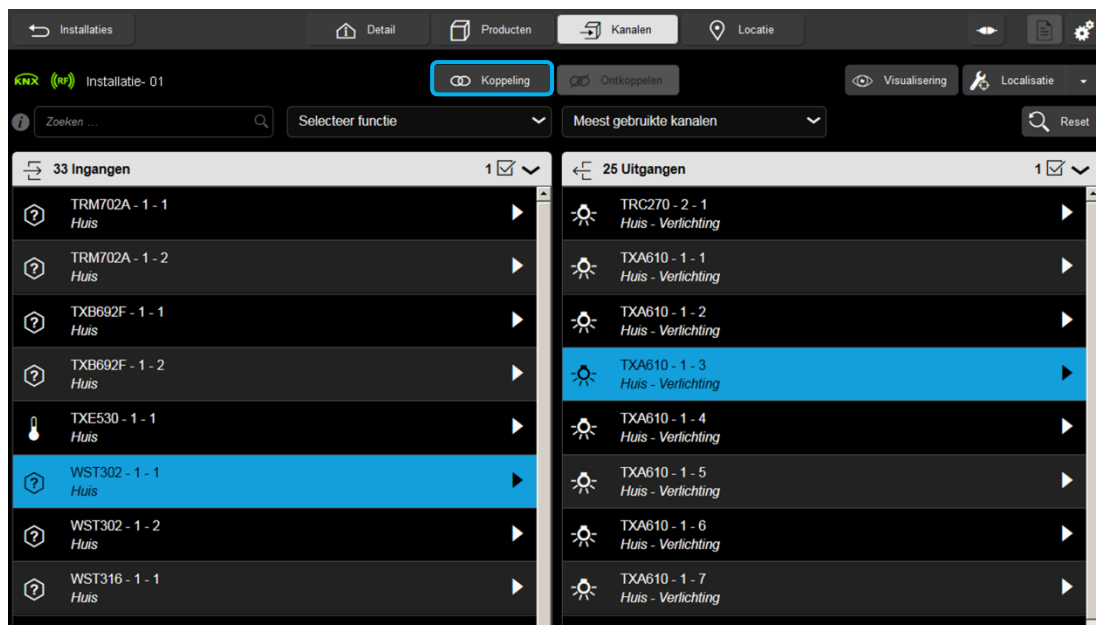 Installaties
Detail
Producten
Kanalen
Locatie
KNX
RF
Installatie- 01
Koppeling
Ontkoppelen
Visualisering
Localisatie
i
Zoeken ...
Selecteer functie
Meest gebruikte kanalen
Reset
33 Ingangen
1
TRM702A - 1 - 1
Huis
TRM702A - 1 - 2
Huis
TXB692F - 1 - 1
Huis
TXB692F - 1 - 2
Huis
TXE530 - 1 - 1
Huis
WST302 - 1 - 1
Huis
WST302 - 1 - 2
Huis
WST316 - 1 - 1
Huis
25 Uitgangen
1
TRC270 - 2 - 1
Huis - Verlichting
TXA610 - 1 - 1
Huis - Verlichting
TXA610 - 1 - 2
Huis - Verlichting
TXA610 - 1 - 3
Huis - Verlichting
TXA610 - 1 - 4
Huis - Verlichting
TXA610 - 1 - 5
Huis - Verlichting
TXA610 - 1 - 6
Huis - Verlichting
TXA610 - 1 - 7
Huis - Verlichting